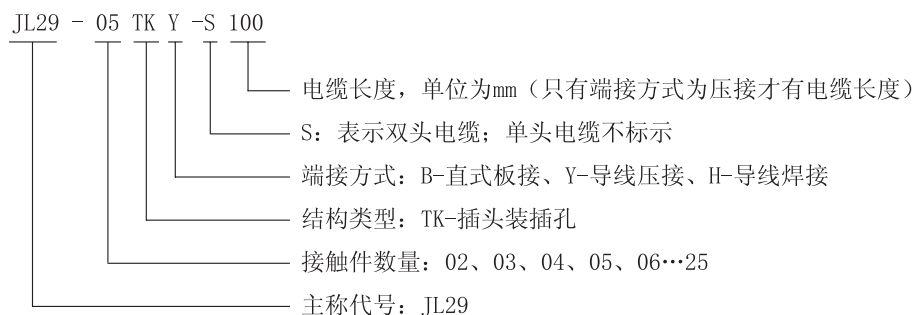 JL29 - 05 TK Y -S 100
电缆长度，单位为mm（只有端接方式为压接才有电缆长度）
S：表示双头电缆；单头电缆不标示
端接方式：B-直式板接、Y-导线压接、H-导线焊接
结构类型：TK-插头装插孔
接触件数量：02、03、04、05、06…25
主称代号：JL29